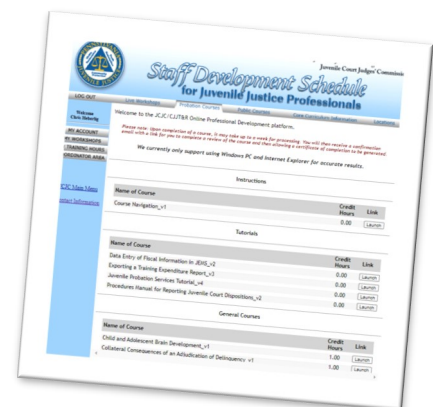 Juvenile Court Judges' Commission
Staff Development Schedule
for Juvenile Justice Professionals
LOG OUT
Live Workshops
Probation Courses
Public Courses
Core Curriculum Information
Locations
Welcome
Chris
MY ACCOUNT
MY WORKSHOPS
TRAINING HOURS
COORDINATOR AREA
JCJC Main Menu
Contact Information
Welcome to the JCJC/CJJT&R Online Professional Development platform.
Please note: Upon completion of a course, it may take up to a week for processing. You will then receive a confirmation
email with a link for you to complete a review of the course and then allowing a certificate of completion to be generated
We currently only support using Windows PC and Internet Explorer for accurate results.
Instructions
Name of Course Credit Hours Link
Course Navigation_v1 0.00 Launch
Tutorials
Name of Course Credit Hours Link
Data Entry of Fiscal Information in JEMS_v2 0.00 Launch
Exporting a Training Expenditure Report_v3 0.00 Launch
Juvenile Probation Services Tutorial_v4 0.00 Launch
Procedures Manual for Reporting Juvenile Court Dispositions_v2 0.00 Launch
General Courses
Name of Course Credit Hours Link
Child and Adolescent Brain Development_v1 1.00 Launch
Collateral Consequences of an Adjudication of Delinquency_v1 1.00 Launch